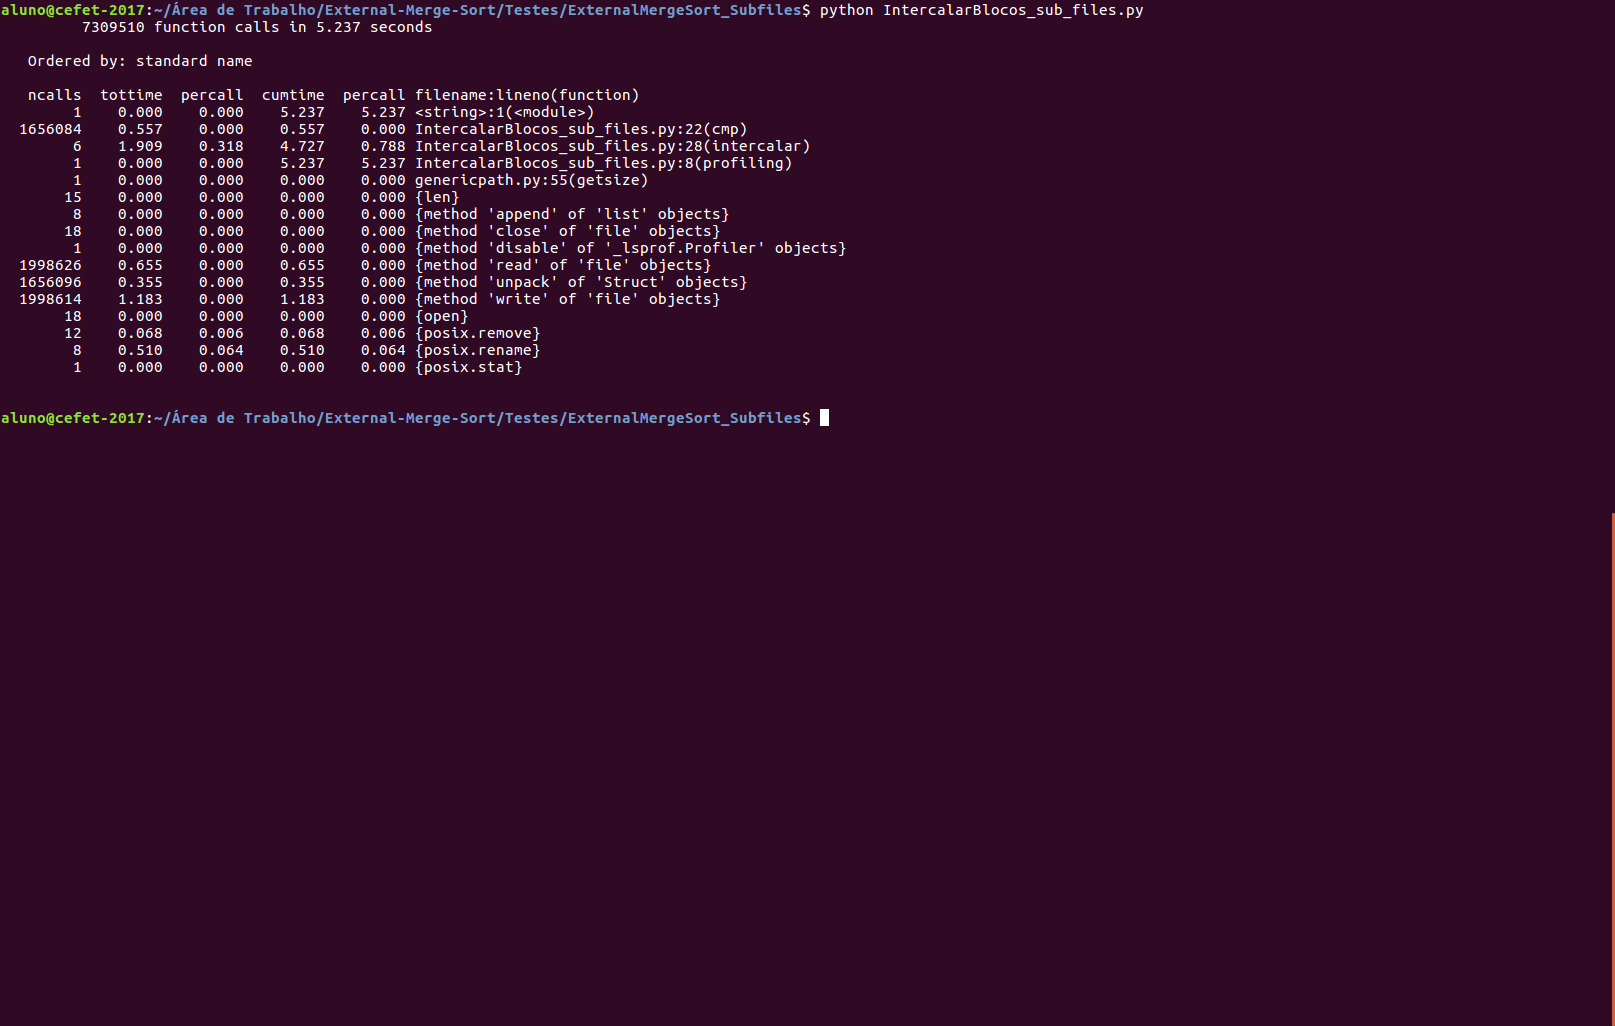 aluno@cefet-2017:~/Área de Trabalho/External-Merge-Sort/Testes/ExternalMergeSort_Subfiles$ python IntercalarBlocos_sub_files.py
         7309510 function calls in 5.237 seconds

   Ordered by: standard name

   ncalls  tottime  percall  cumtime  percall filename:lineno(function)
        1    0.000    0.000    5.237    5.237 <string>:1(<module>)
  1656084    0.557    0.000    0.557    0.000 IntercalarBlocos_sub_files.py:22(cmp)
        6    1.909    0.318    4.727    0.788 IntercalarBlocos_sub_files.py:28(intercalar)
        1    0.000    0.000    5.237    5.237 IntercalarBlocos_sub_files.py:8(profiling)
        1    0.000    0.000    0.000    0.000 genericpath.py:55(getsize)
       15    0.000    0.000    0.000    0.000 {len}
        8    0.000    0.000    0.000    0.000 {method 'append' of 'list' objects}
       18    0.000    0.000    0.000    0.000 {method 'close' of 'file' objects}
        1    0.000    0.000    0.000    0.000 {method 'disable' of '_lsprof.Profiler' objects}
  1998626    0.655    0.000    0.655    0.000 {method 'read' of 'file' objects}
  1656096    0.355    0.000    0.355    0.000 {method 'unpack' of 'Struct' objects}
  1998614    1.183    0.000    1.183    0.000 {method 'write' of 'file' objects}
       18    0.000    0.000    0.000    0.000 {open}
       12    0.068    0.006    0.068    0.006 {posix.remove}
        8    0.510    0.064    0.510    0.064 {posix.rename}
        1    0.000    0.000    0.000    0.000 {posix.stat}

aluno@cefet-2017:~/Área de Trabalho/External-Merge-Sort/Testes/ExternalMergeSort_Subfiles$